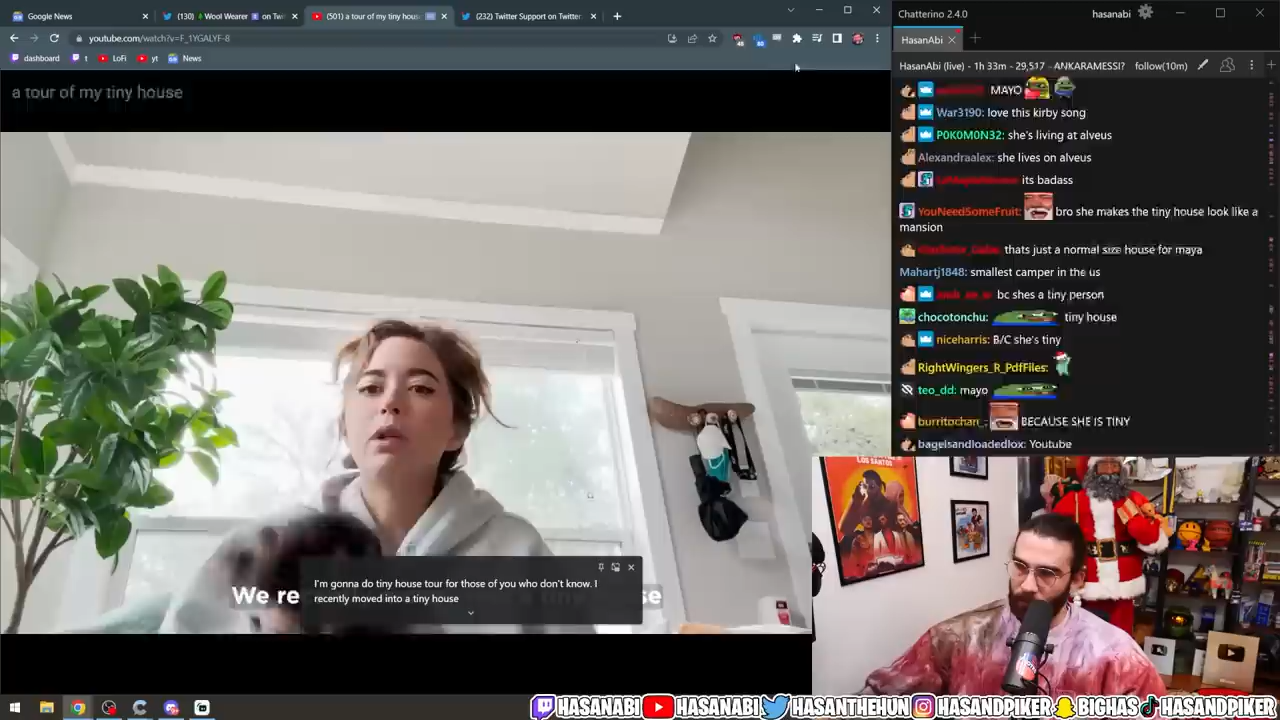 Google News
(130) Wool Wearer on Twi
(501) a tour of my tiny hous
(232) Twitter Support on Twitter
youtube.com/watch?v=F_1YGALYF-8
dashboard
t
LoFi
yt
News
a tour of my tiny house
We re
se
I'm gonna do tiny house tour for those of you who don't know. I
recently moved into a tiny house
Chatterino 2.4.0
hasanabi
HasanAbi
HasanAbi (live) - 1h 33m - 29,517 - ANKARAMESSI?
follow(10m)
MAYO
War3190: love this kirby song
P0K0M0N32: she's living at alveus
Alexandraalex: she lives on alveus
its badass
YouNeedSomeFruit: bro she makes the tiny house look like a
mansion
thats just a normal size house for maya
Mahartj1848: smallest camper in the us
bc shes a tiny person
chocotonchu: tiny house
niceharris: B/C she's tiny
RightWingers_R_PdfFiles:
teo_dd: mayo
burritochan_: BECAUSE SHE IS TINY
bagelsandloadedlox: Youtube
LOS SANTOS
HASANABI HASANABI HASANTHEHUN HASANDPIKER BIGHAS HASANDPIKER